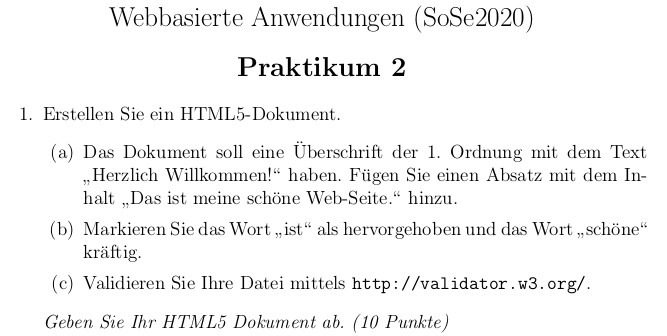 Webbasierte Anwendungen (SoSe2020)
Praktikum 2
1. Erstellen Sie ein HTML5-Dokument.
(a) Das Dokument soll eine Überschrift der 1. Ordnung mit dem Text
„Herzlich Willkommen!“ haben. Fügen Sie einen Absatz mit dem In-
halt „Das ist meine schöne Web-Seite.“ hinzu.
(b) Markieren Sie das Wort „ist“ als hervorgehoben und das Wort „schöne“
kräftig.
(c) Validieren Sie Ihre Datei mittels http://validator.w3.org/.
Geben Sie Ihr HTML5 Dokument ab. (10 Punkte)